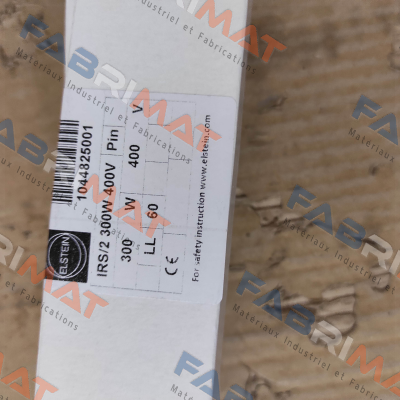 1044825001
ELSTEIN
IRS/2 300W 400V Pin
300 W 400 V
LL 60
CE
For safety instruction www.elstein.com
FABRIMAT
Materiaux Industriel et Fabrications